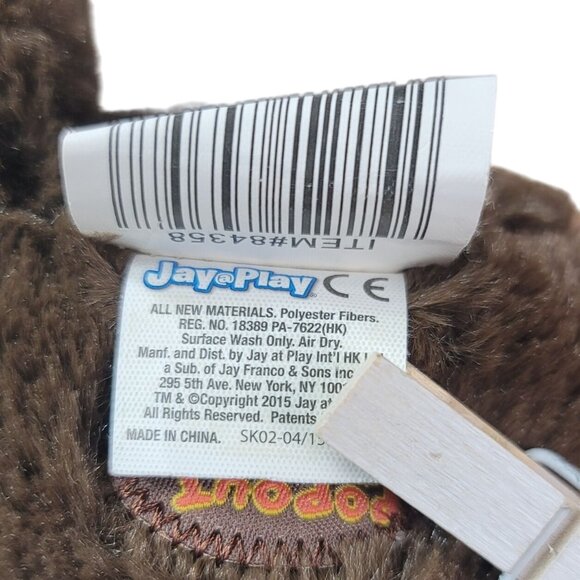 ITEM#84358
Jay@Play
CE
ALL NEW MATERIALS. Polyester Fibers.
REG. NO. 18389 PA-7622(HK)
Surface Wash Only. Air Dry.
Manf. and Dist. by Jay at Play Int'l HK
a Sub. of Jay Franco & Sons Inc
295 5th Ave. New York, NY
TM & ©Copyright 2015 Jay at
All Rights Reserved. Patents
MADE IN CHINA. SK02-04/15
POPOUT